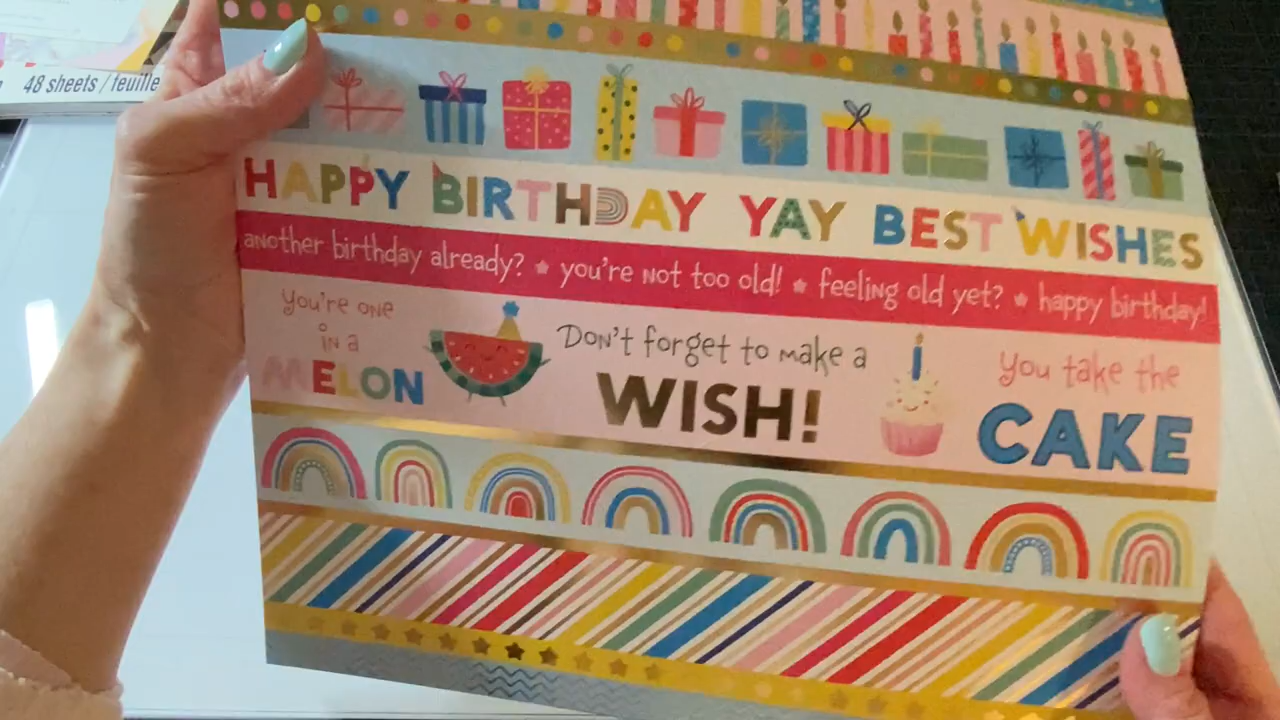 48 sheets / feuille
HAPPY BIRTHDAY YAY BEST WISHES
another birthday already? * you're not too old! * feeling old yet? * happy birthday!
You're one
in a
MELON
Don't forget to make a
WISH!
You take the
CAKE